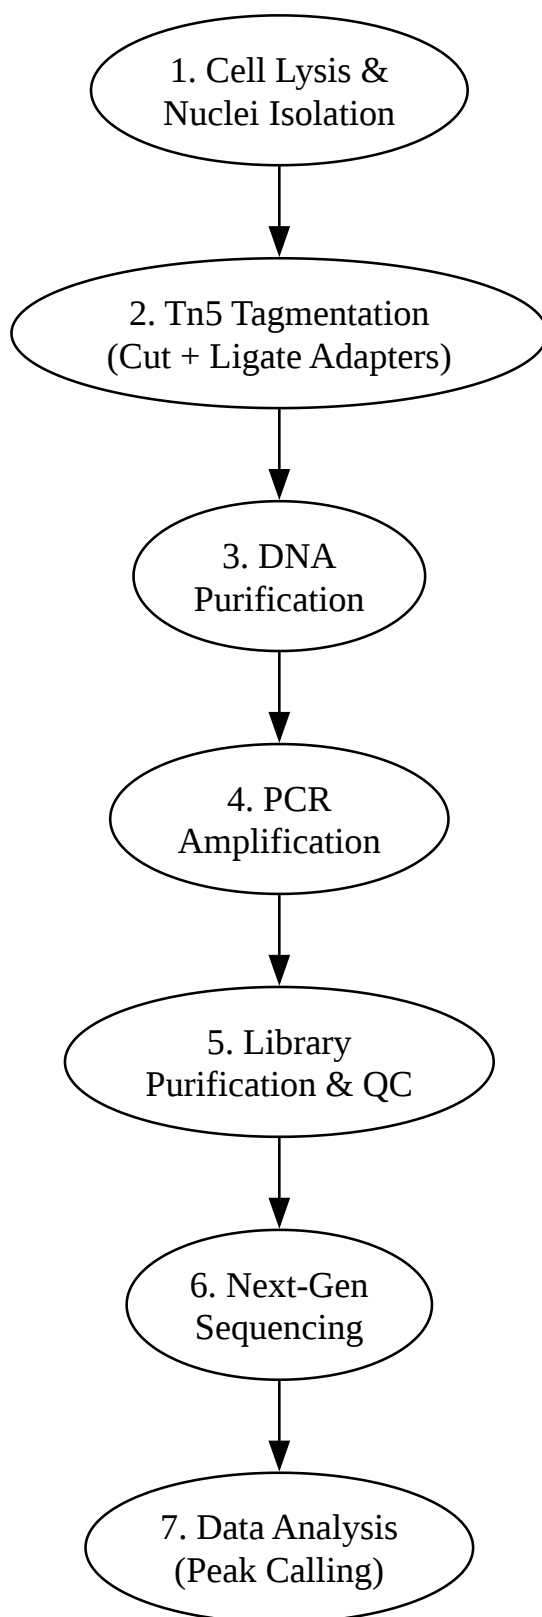 1. Cell Lysis &
Nuclei Isolation
2. Tn5 Tagmentation
(Cut + Ligate Adapters)
3. DNA
Purification
4. PCR
Amplification
5. Library
Purification & QC
6. Next-Gen
Sequencing
7. Data Analysis
(Peak Calling)